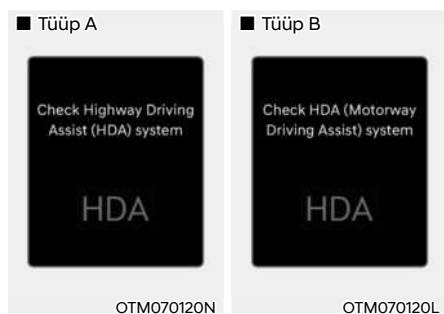 ■ Tüüp A
Check Highway Driving
Assist (HDA) system
HDA
OTM070120N
■ Tüüp B
Check HDA (Motorway
Driving Assist) system
HDA
OTM070120L